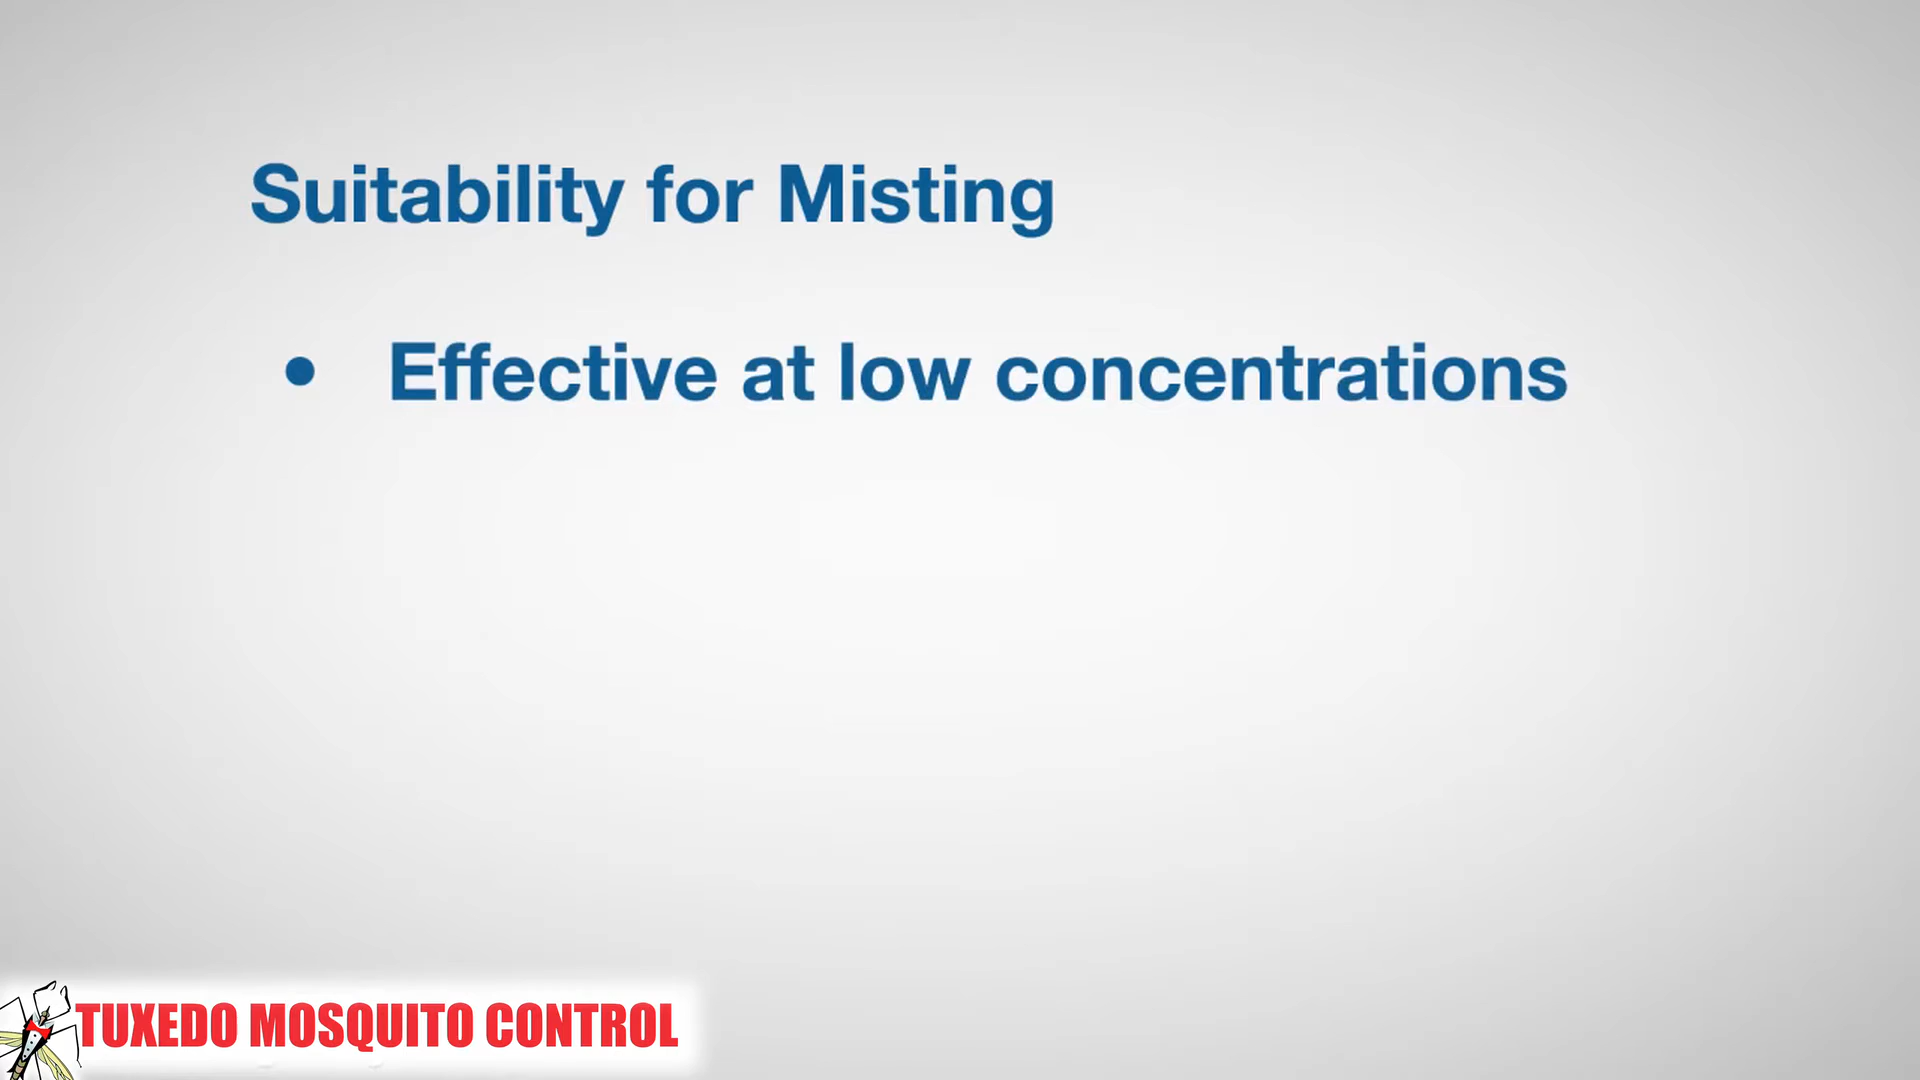 Suitability for Misting
• Effective at low concentrations
TUXEDO MOSQUITO CONTROL